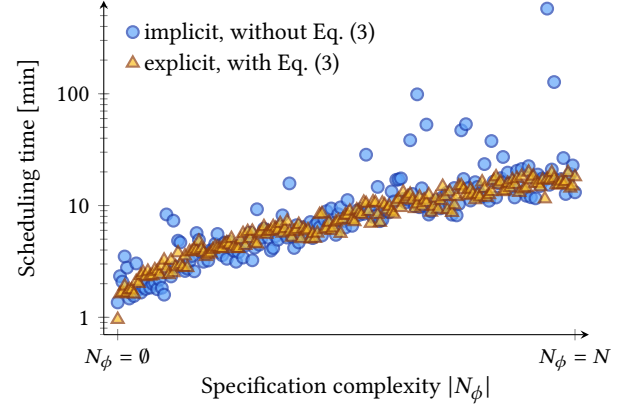 implicit, without Eq. (3)
explicit, with Eq. (3)
Scheduling time [min]
100
10
1
N_ϕ = ∅
N_ϕ = N
Specification complexity |N_ϕ|